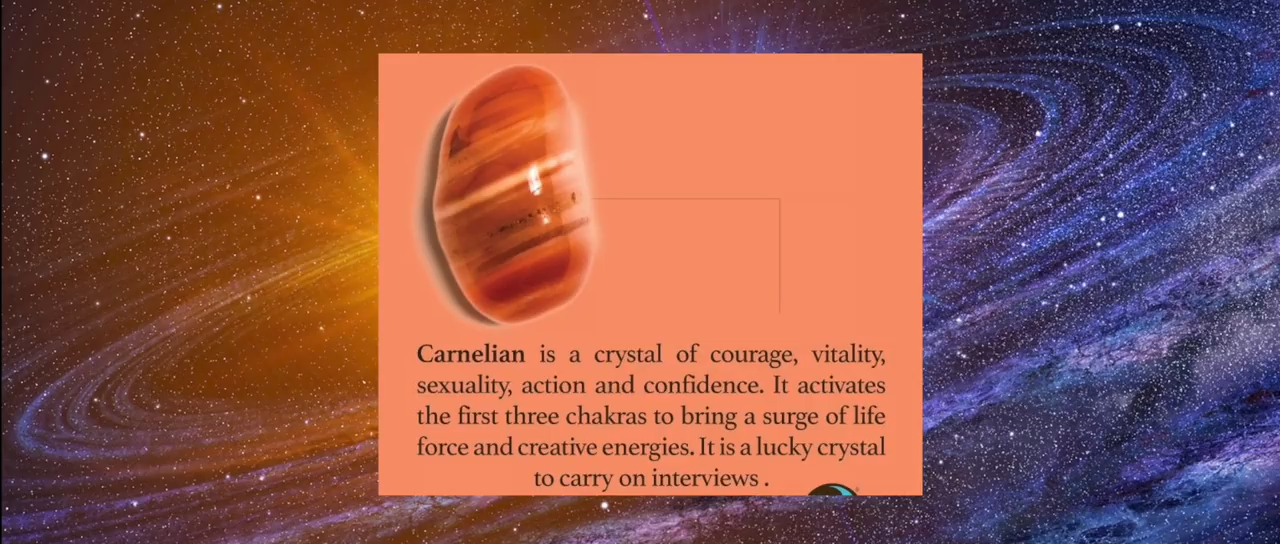 Carnelian is a crystal of courage, vitality,
sexuality, action and confidence. It activates
the first three chakras to bring a surge of life
force and creative energies. It is a lucky crystal
to carry on interviews .